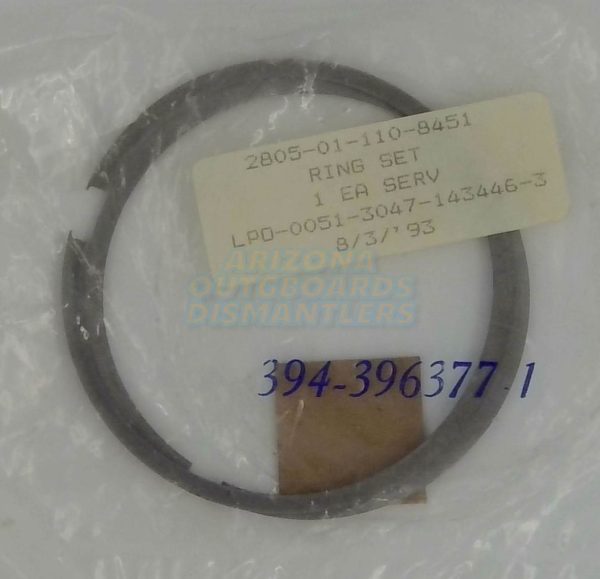 2805-01-110-8451
RING SET
1 EA SERV
LPD-0051-3047-143446-3
8/3/'93
ARIZONA
OUTGBOARDS
DISMANTLERS
394-396377-1